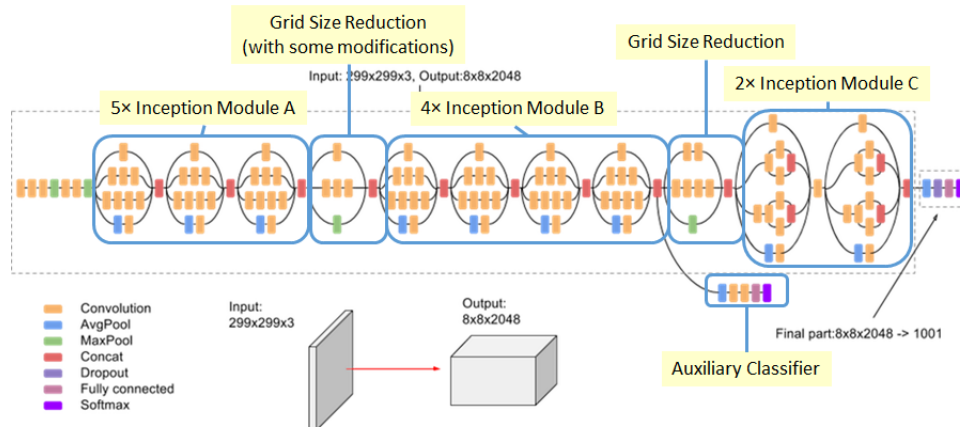 Grid Size Reduction
(with some modifications)
Grid Size Reduction
Input: 299x299x3, Output:8x8x2048
5× Inception Module A
4× Inception Module B
2× Inception Module C
Convolution
AvgPool
MaxPool
Concat
Dropout
Fully connected
Softmax
Input:
299x299x3
Output:
8x8x2048
Final part:8x8x2048 -> 1001
Auxiliary Classifier